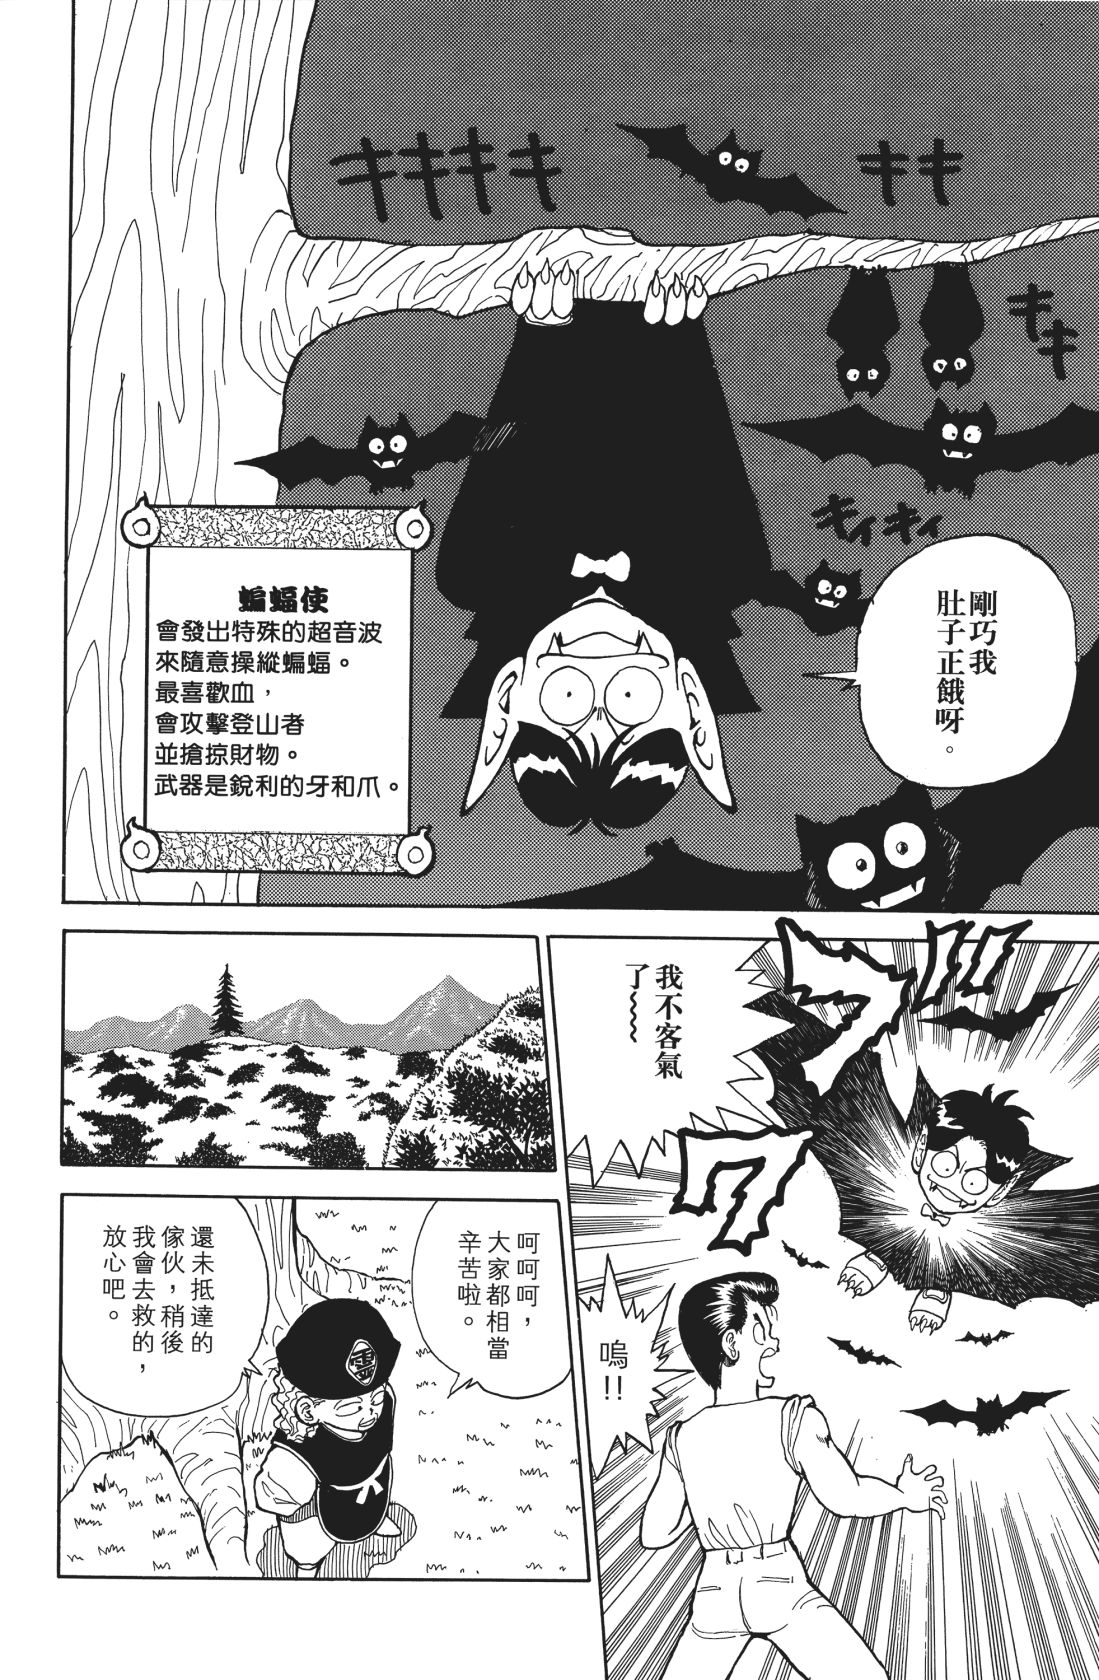 キキキキ
キキ
キキ
キィキィ
剛巧我
肚子正餓呀。
蝙蝠使
會發出特殊的超音波
來隨意操縱蝙蝠。
最喜歡血，
會攻擊登山者
並搶掠財物。
武器是銳利的牙和爪。
我不客氣
了~~~
グワ
嗚!!
呵呵呵，
大家都相當
辛苦啦。
靈
還未抵達的
傢伙，稍後
我會去救的，
放心吧。